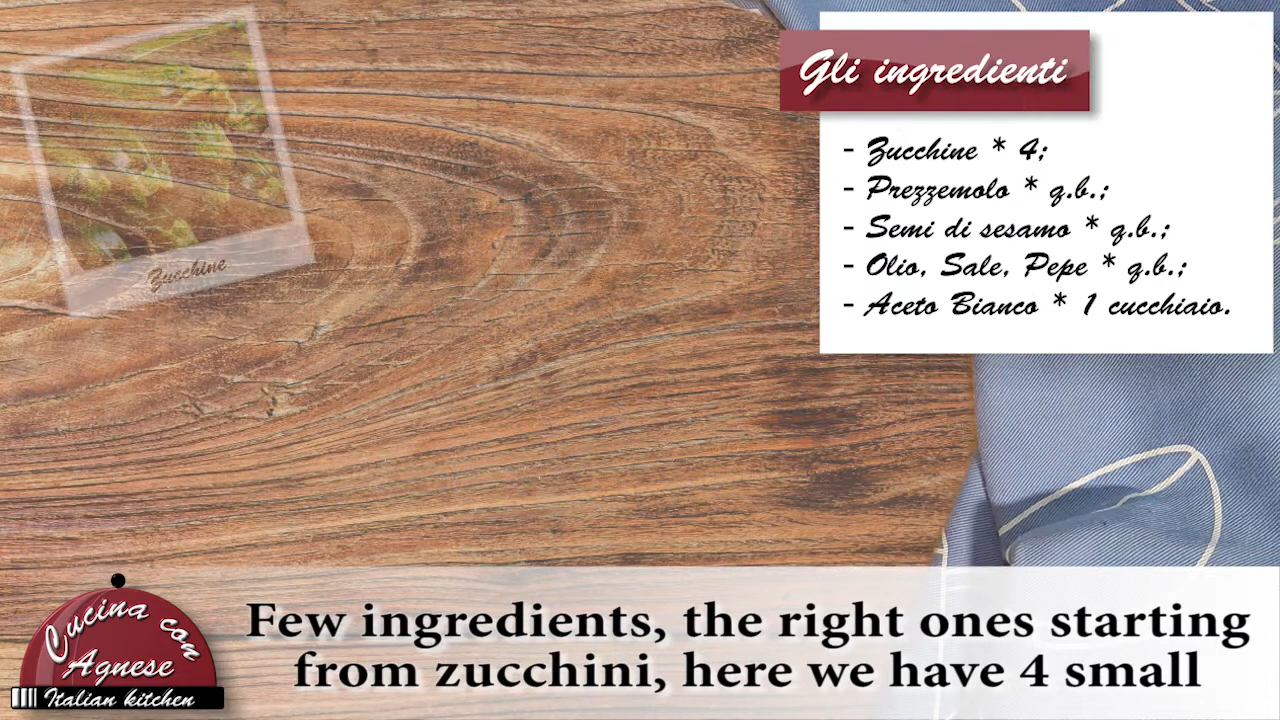 Gli ingredienti
- Zucchine * 4;
- Prezzemolo * q.b.;
- Semi di sesamo * q.b.;
- Olio, Sale, Pepe * q.b.;
- Aceto Bianco * 1 cucchiaio.
Zucchine
Few ingredients, the right ones starting
from zucchini, here we have 4 small
Cucina con
Agnese
Italian kitchen